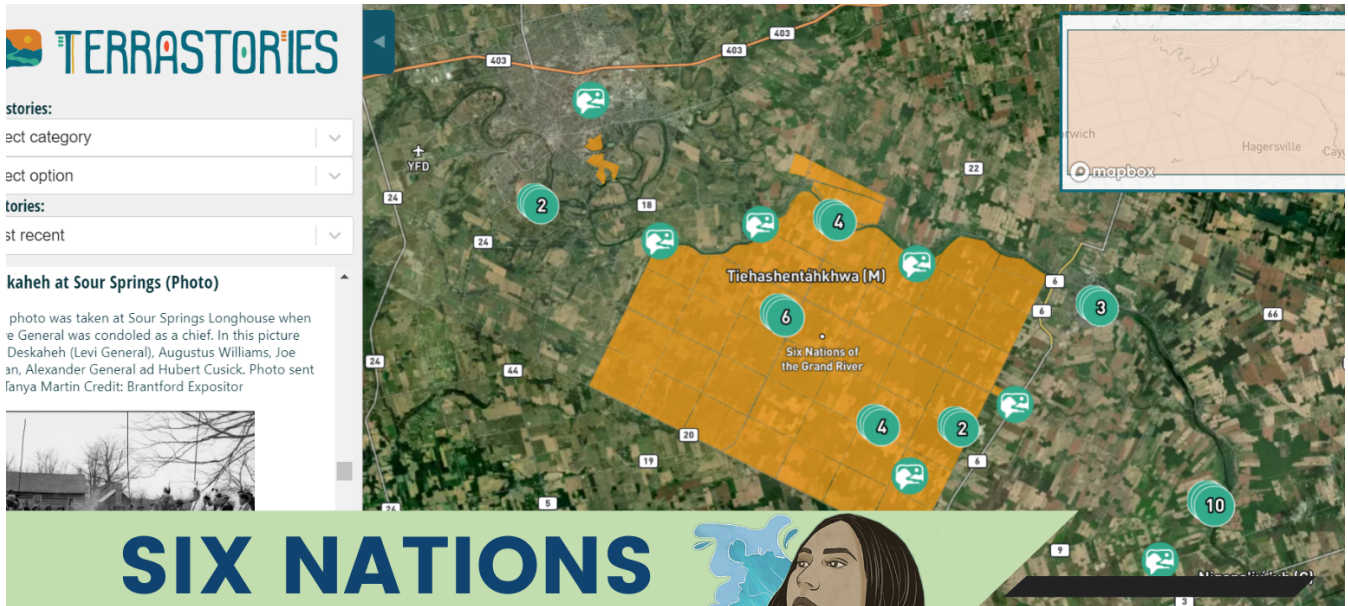 TERRASTORIES
stories:
ect category
ect option
tories:
st recent
kaheh at Sour Springs (Photo)
photo was taken at Sour Springs Longhouse when
e General was condoled as a chief. In this picture
Deskaheh (Levi General), Augustus Williams, Joe
an, Alexander General ad Hubert Cusick. Photo sent
Tanya Martin Credit: Brantford Expositor
403
403
403
YFD
24
22
2
18
4
24
Tiehashentáhkhwa (M)
6
6
3
6
66
Six Nations of
the Grand River
24
44
4
2
20
19
6
5
24
10
9
3
rwich
Hagersville
Cayu
mapbox
SIX NATIONS